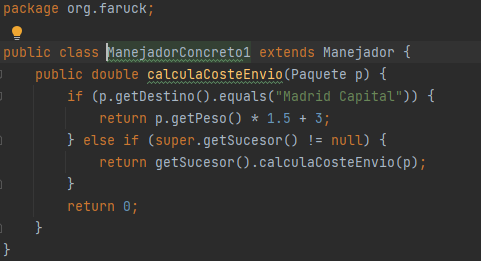 package org.faruck;
public class ManejadorConcreto1 extends Manejador {
    public double calculaCosteEnvio(Paquete p) {
        if (p.getDestino().equals("Madrid Capital")) {
            return p.getPeso() * 1.5 + 3;
        } else if (super.getSucesor() != null) {
            return getSucesor().calculaCosteEnvio(p);
        }
        return 0;
    }
}